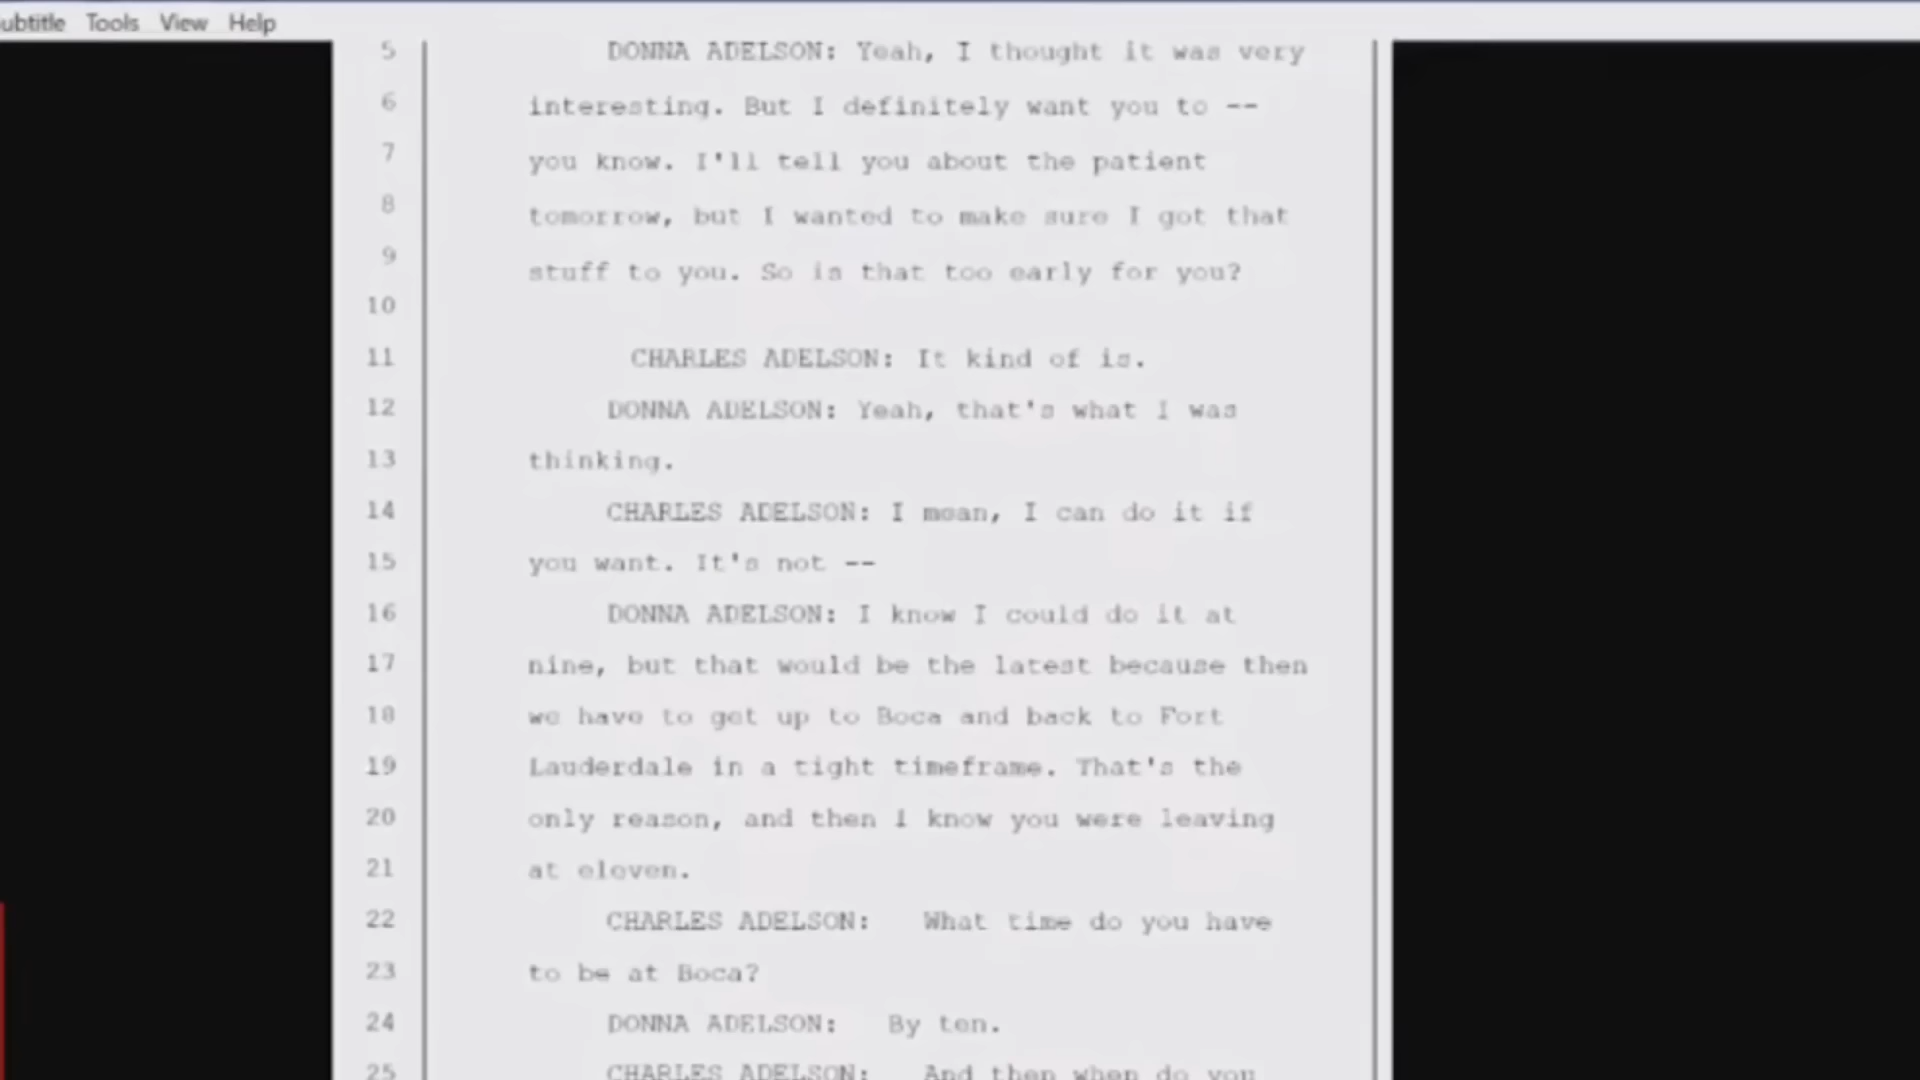 ubtitle Tools View Help
5 DONNA ADELSON: Yeah, I thought it was very
6 interesting. But I definitely want you to --
7 you know. I'll tell you about the patient
8 tomorrow, but I wanted to make sure I got that
9 stuff to you. So is that too early for you?
10
11 CHARLES ADELSON: It kind of is.
12 DONNA ADELSON: Yeah, that's what I was
13 thinking.
14 CHARLES ADELSON: I mean, I can do it if
15 you want. It's not --
16 DONNA ADELSON: I know I could do it at
17 nine, but that would be the latest because then
18 we have to get up to Boca and back to Fort
19 Lauderdale in a tight timeframe. That's the
20 only reason, and then I know you were leaving
21 at eleven.
22 CHARLES ADELSON: What time do you have
23 to be at Boca?
24 DONNA ADELSON: By ten.
25 CHARLES ADELSON: And then when do you